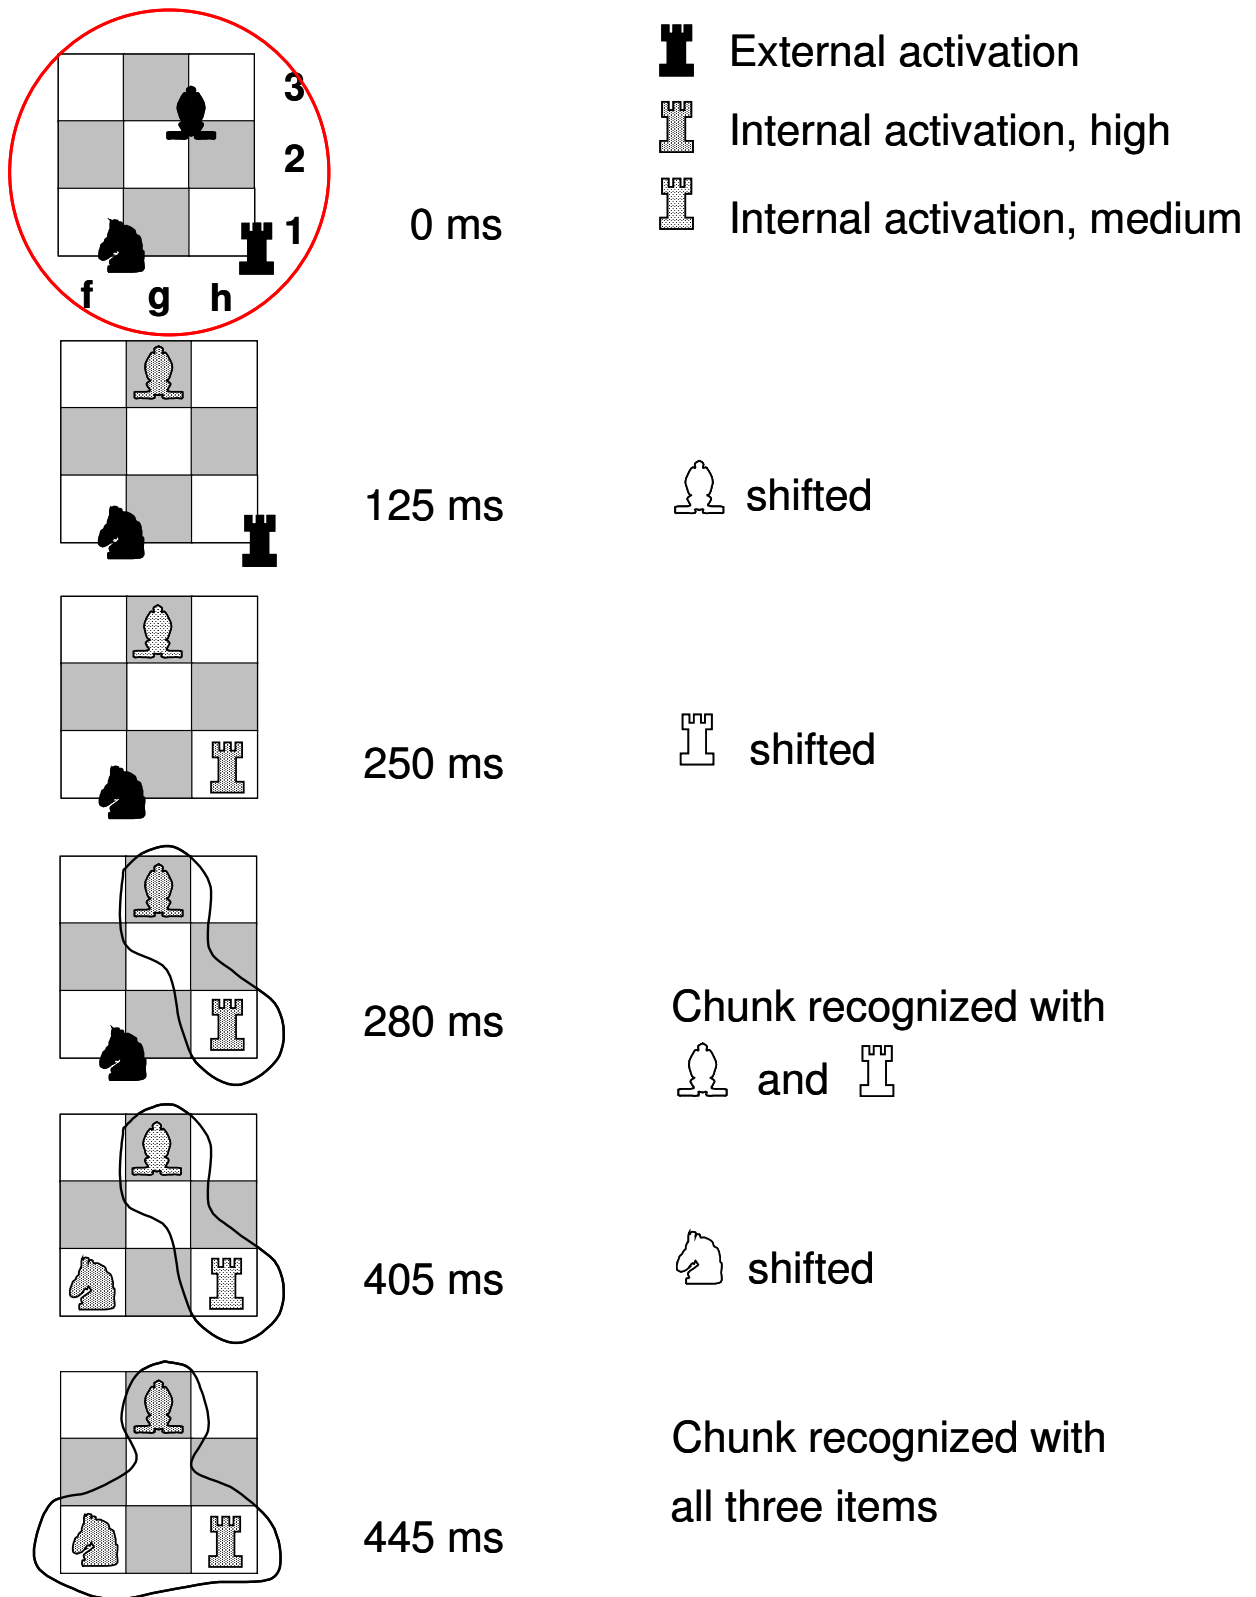 External activation
3
Internal activation, high
2
Internal activation, medium
1
0 ms
f g h
125 ms
shifted
250 ms
shifted
280 ms
Chunk recognized with
and
405 ms
shifted
445 ms
Chunk recognized with
all three items